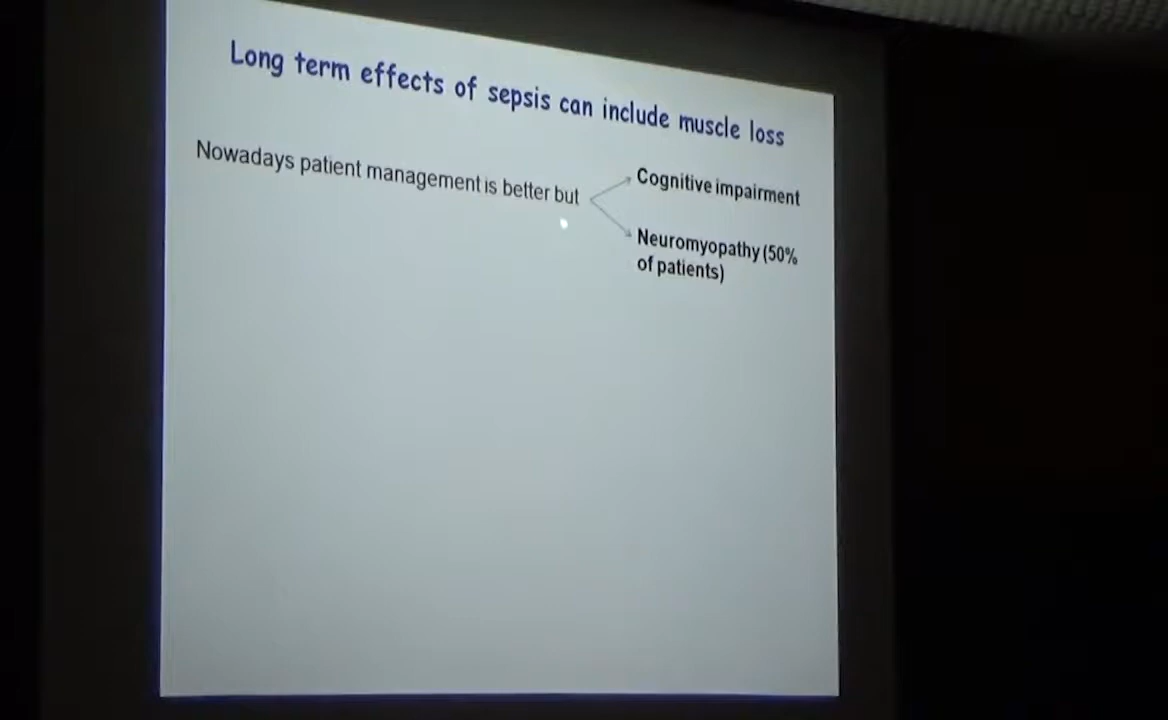 Long term effects of sepsis can include muscle loss
Nowadays patient management is better but
Cognitive impairment
Neuromyopathy (50%
of patients)